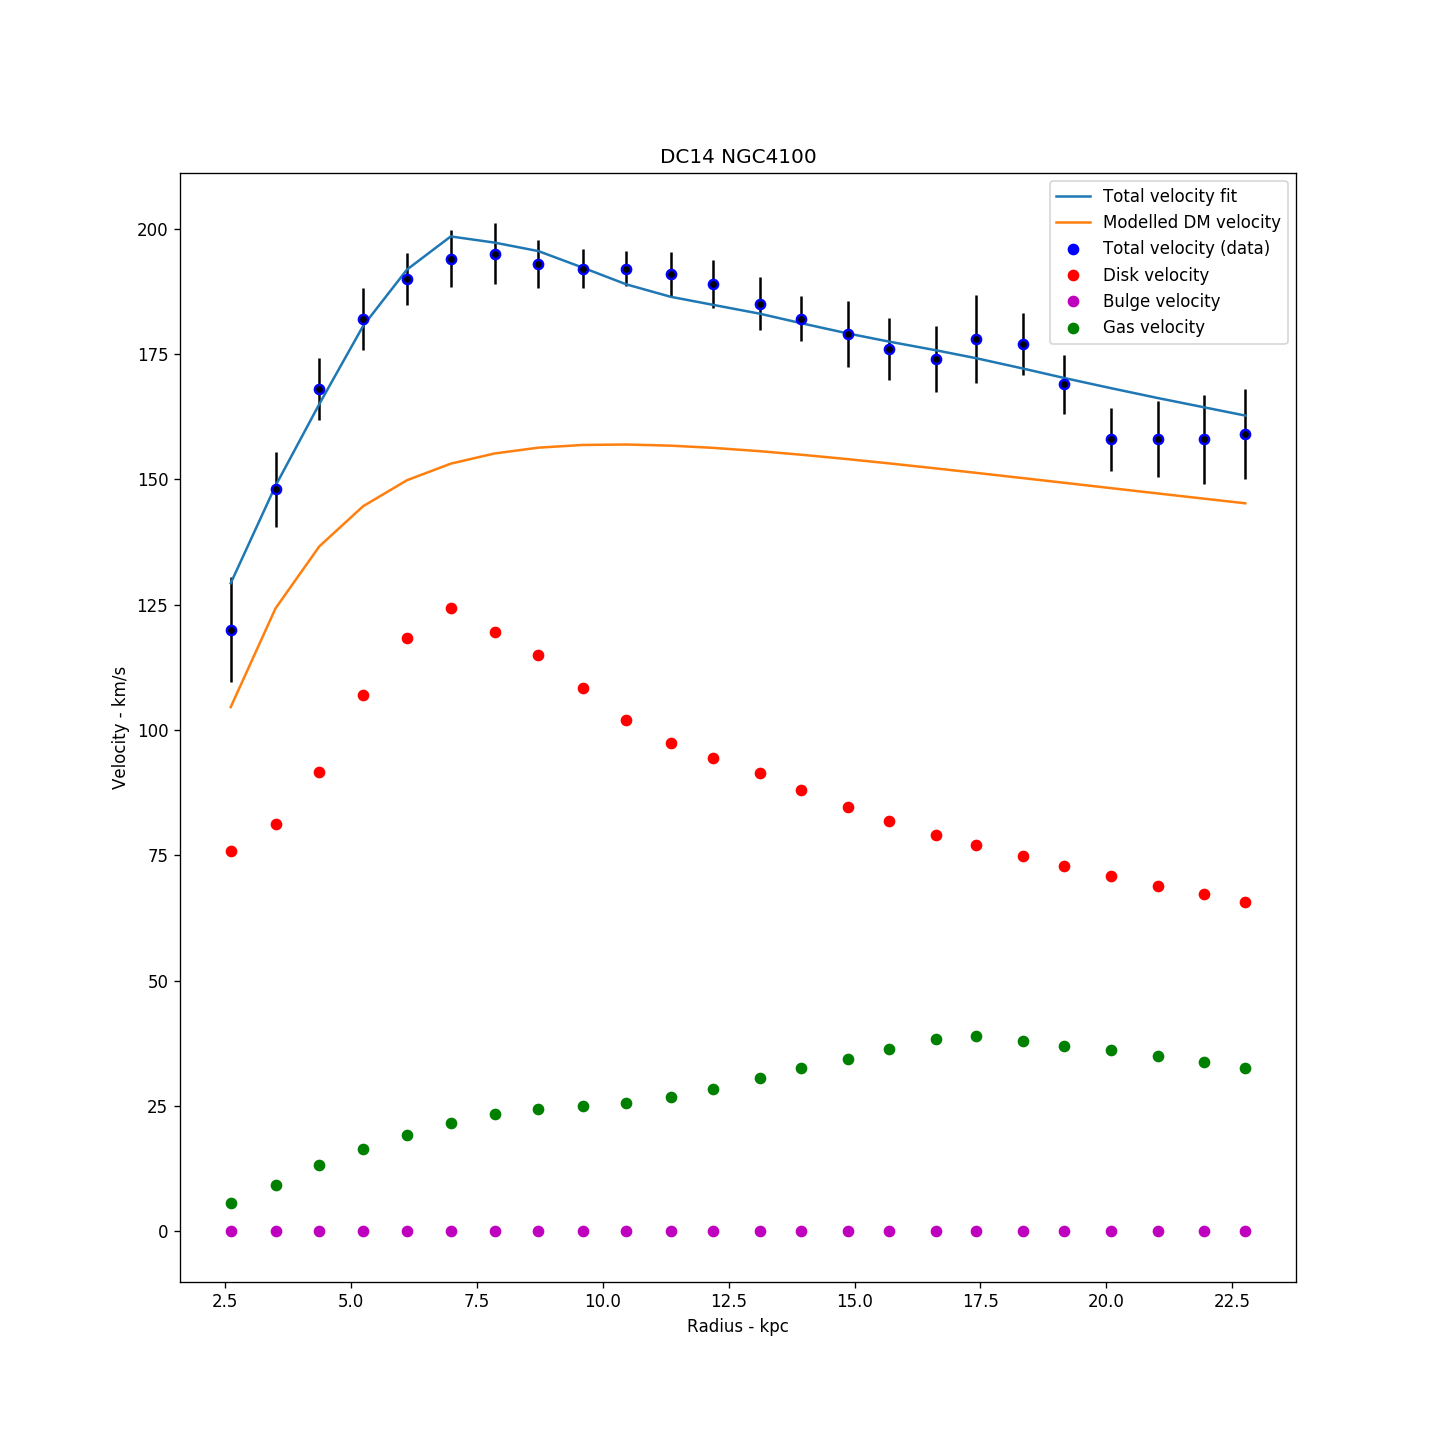 DC14 NGC4100
Total velocity fit
Modelled DM velocity
Total velocity (data)
Disk velocity
Bulge velocity
Gas velocity
200
175
150
125
100
75
50
25
0
Velocity - km/s
2.5 5.0 7.5 10.0 12.5 15.0 17.5 20.0 22.5
Radius - kpc